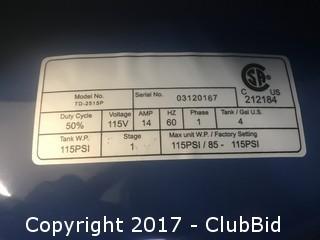 Model No. Serial No. C US
TD-2515P 03120167 212184
Duty Cycle Voltage AMP HZ Phase Tank / Gal U.S.
50% 115V 14 60 1 4
Tank W.P. Stage Max unit W.P. / Factory Setting
115PSI 1 115PSI / 85 - 115PSI
Copyright 2017 - ClubBid